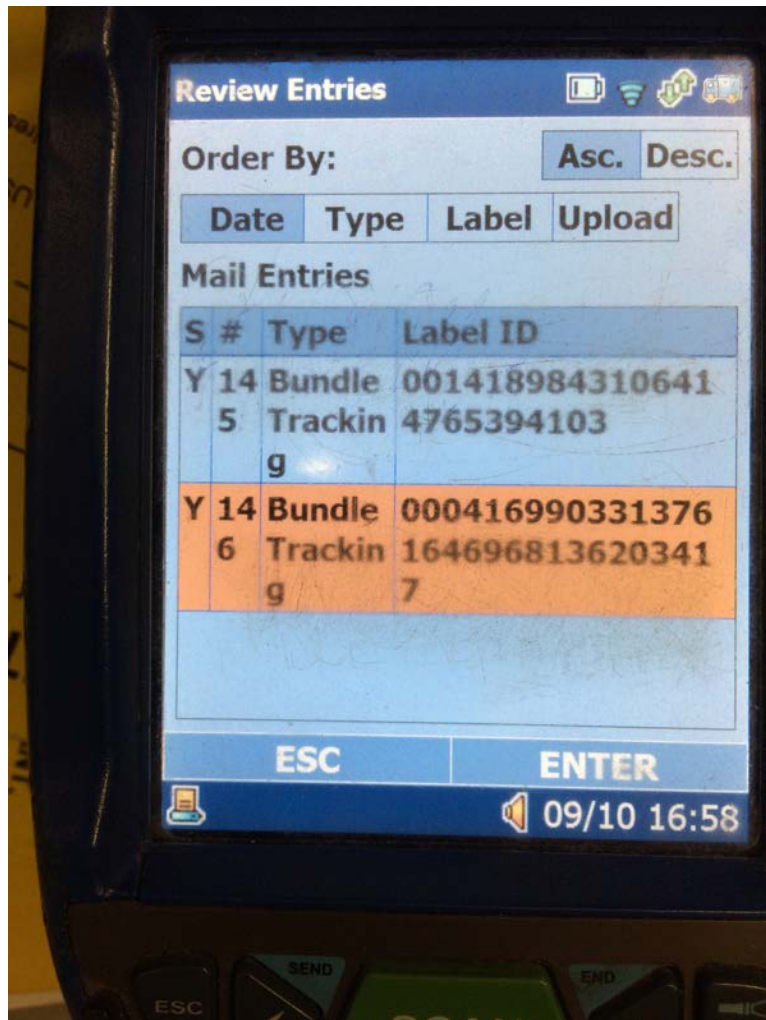 Review Entries
Order By: Asc. Desc.
Date Type Label Upload
Mail Entries
S # Type Label ID
Y 14 Bundle 001418984310641
5 Trackin 4765394103
g
Y 14 Bundle 000416990331376
6 Trackin 164696813620341
g 7
ESC ENTER
09/10 16:58
SEND END
ESC